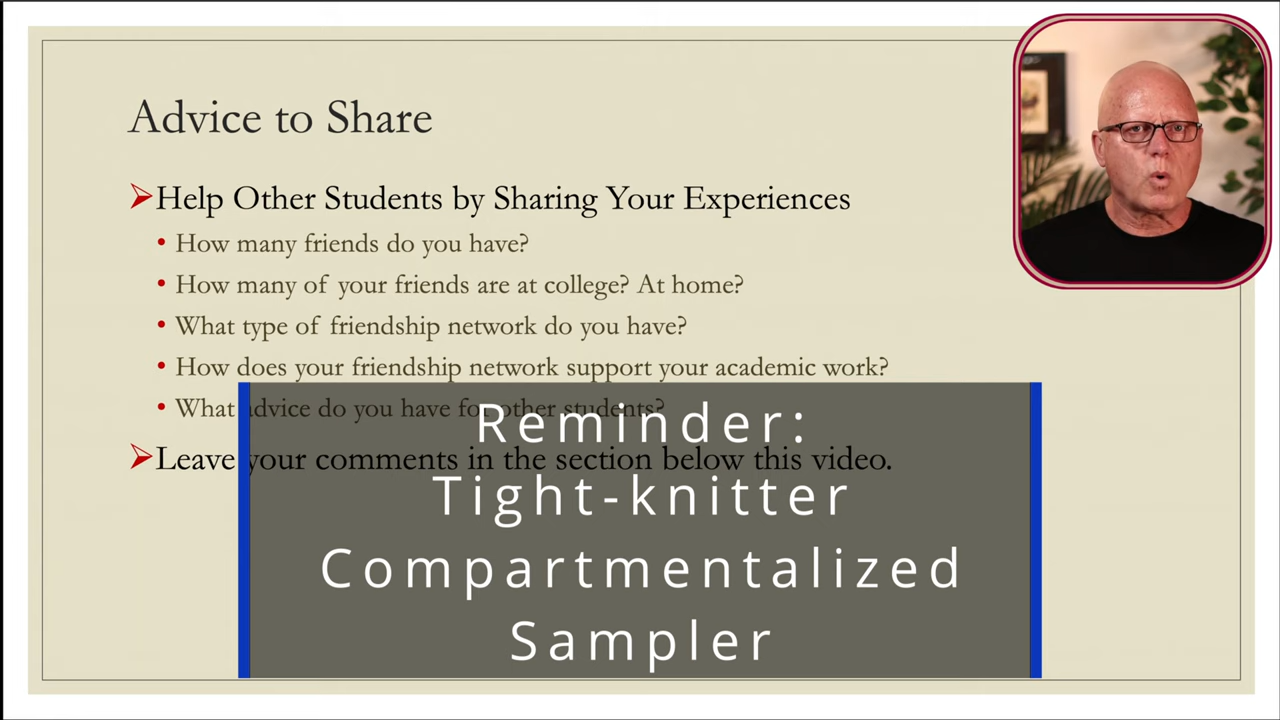 Advice to Share
Help Other Students by Sharing Your Experiences
• How many friends do you have?
• How many of your friends are at college? At home?
• What type of friendship network do you have?
• How does your friendship network support your academic work?
• What advice do you have for other students?
Leave your comments in the section below this video.
Reminder:
Tight-knitter
Compartmentalized
Sampler